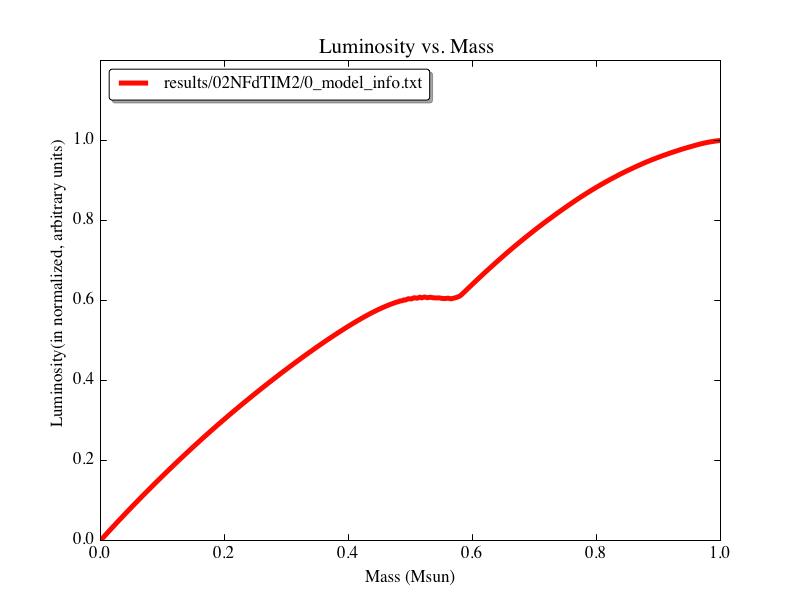 Luminosity vs. Mass
results/02NFdTIM2/0_model_info.txt
Luminosity(in normalized, arbitrary units)
1.0
0.8
0.6
0.4
0.2
0.0
0.0 0.2 0.4 0.6 0.8 1.0
Mass (Msun)